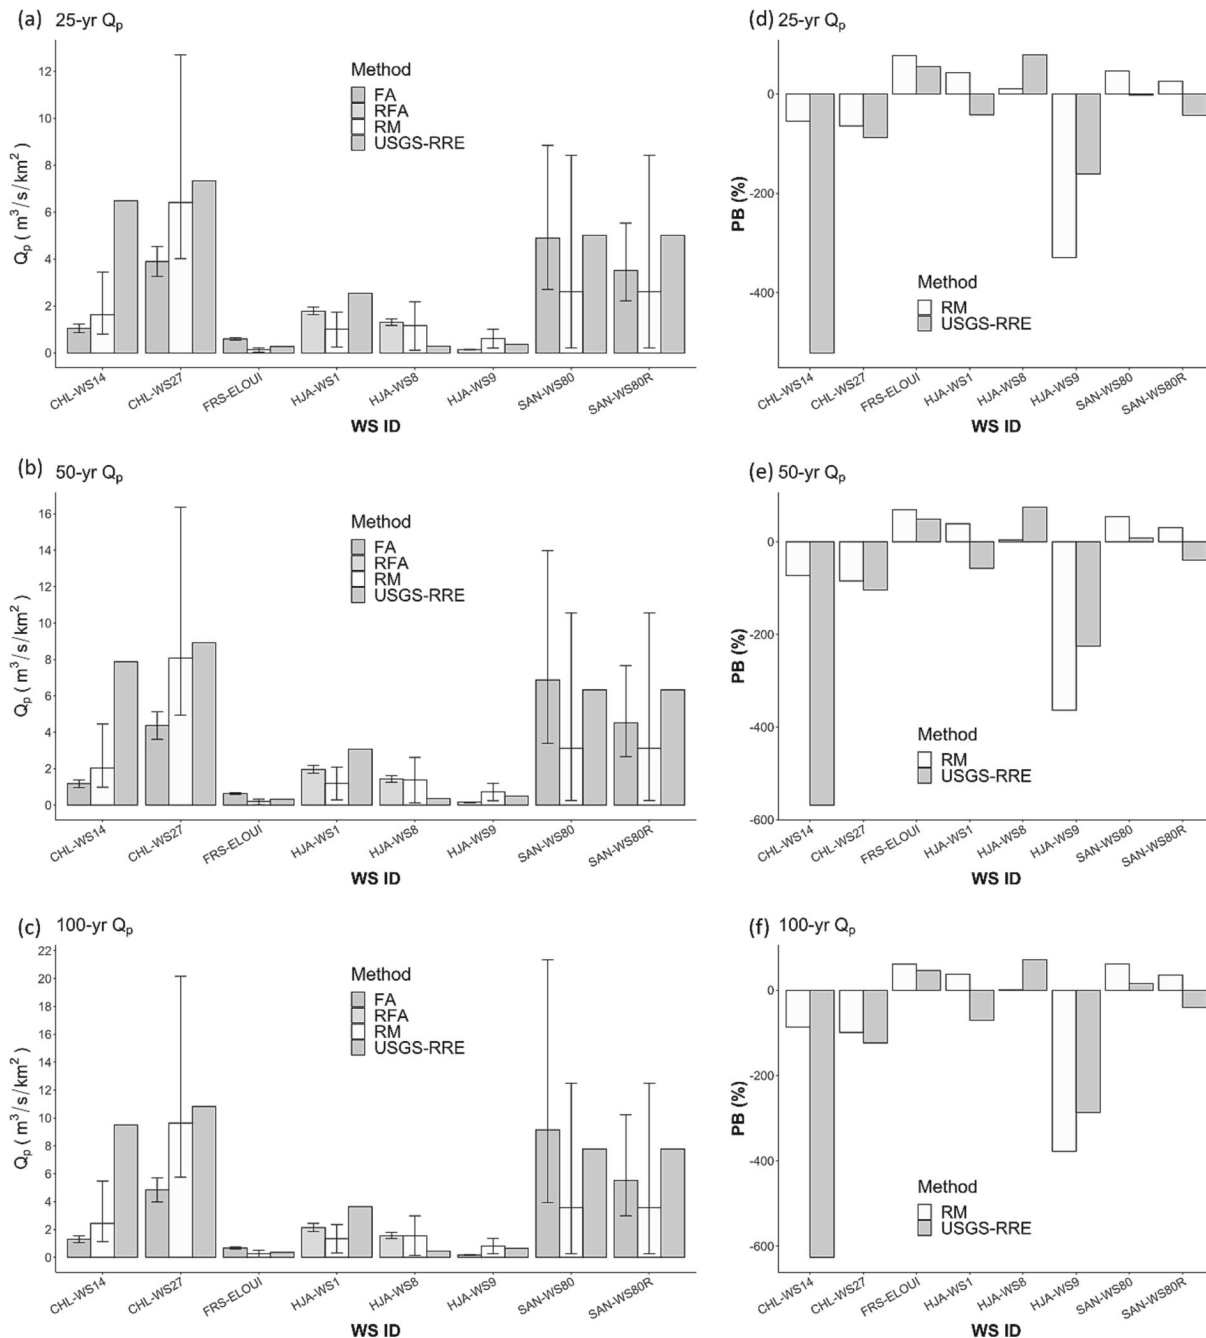 (a) 25-yr Qp
Qp ( m³/s/km²)
12
10
8
6
4
2
0
Method
FA
RFA
RM
USGS-RRE
CHL-WS14
CHL-WS27
FRS-ELOUI
HJA-WS1
HJA-WS8
HJA-WS9
SAN-WS80
SAN-WS80R
WS ID
(d) 25-yr Qp
PB (%)
0
-200
-400
Method
RM
USGS-RRE
CHL-WS14
CHL-WS27
FRS-ELOUI
HJA-WS1
HJA-WS8
HJA-WS9
SAN-WS80
SAN-WS80R
WS ID
(b) 50-yr Qp
Qp ( m³/s/km²)
16
14
12
10
8
6
4
2
0
Method
FA
RFA
RM
USGS-RRE
CHL-WS14
CHL-WS27
FRS-ELOUI
HJA-WS1
HJA-WS8
HJA-WS9
SAN-WS80
SAN-WS80R
WS ID
(e) 50-yr Qp
PB (%)
0
-200
-400
-600
Method
RM
USGS-RRE
CHL-WS14
CHL-WS27
FRS-ELOUI
HJA-WS1
HJA-WS8
HJA-WS9
SAN-WS80
SAN-WS80R
WS ID
(c) 100-yr Qp
Qp ( m³/s/km²)
22
20
18
16
14
12
10
8
6
4
2
0
Method
FA
RFA
RM
USGS-RRE
CHL-WS14
CHL-WS27
FRS-ELOUI
HJA-WS1
HJA-WS8
HJA-WS9
SAN-WS80
SAN-WS80R
WS ID
(f) 100-yr Qp
PB (%)
0
-200
-400
-600
Method
RM
USGS-RRE
CHL-WS14
CHL-WS27
FRS-ELOUI
HJA-WS1
HJA-WS8
HJA-WS9
SAN-WS80
SAN-WS80R
WS ID